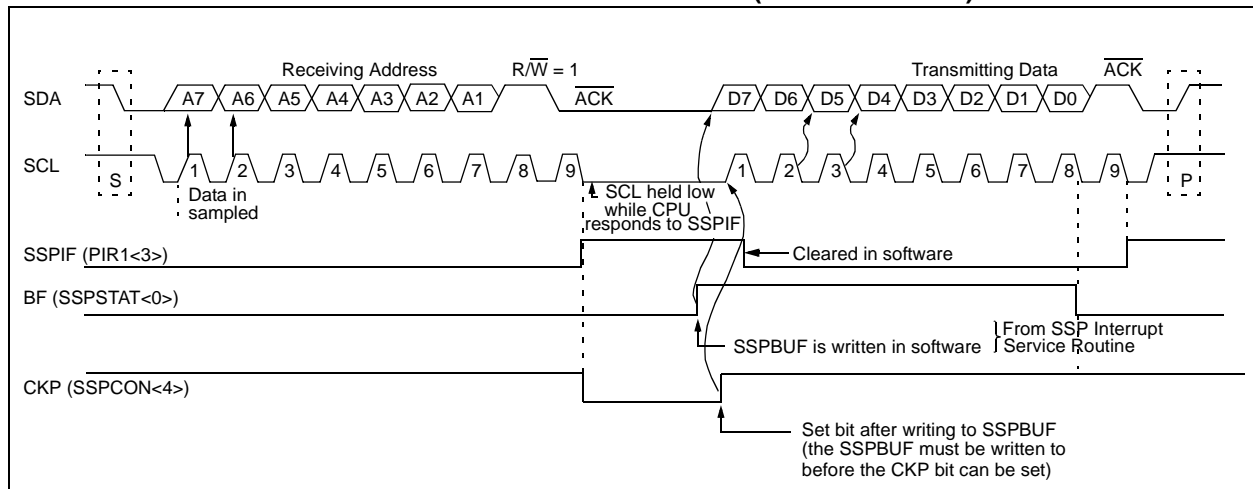 Receiving Address R/W = 1 Transmitting Data ACK
SDA A7 A6 A5 A4 A3 A2 A1 ACK D7 D6 D5 D4 D3 D2 D1 D0
SCL S 1 2 3 4 5 6 7 8 9 1 2 3 4 5 6 7 8 9 P
Data in
sampled
SCL held low
while CPU
responds to SSPIF
SSPIF (PIR1<3>)
Cleared in software
BF (SSPSTAT<0>)
SSPBUF is written in software
From SSP Interrupt
Service Routine
CKP (SSPCON<4>)
Set bit after writing to SSPBUF
(the SSPBUF must be written to
before the CKP bit can be set)